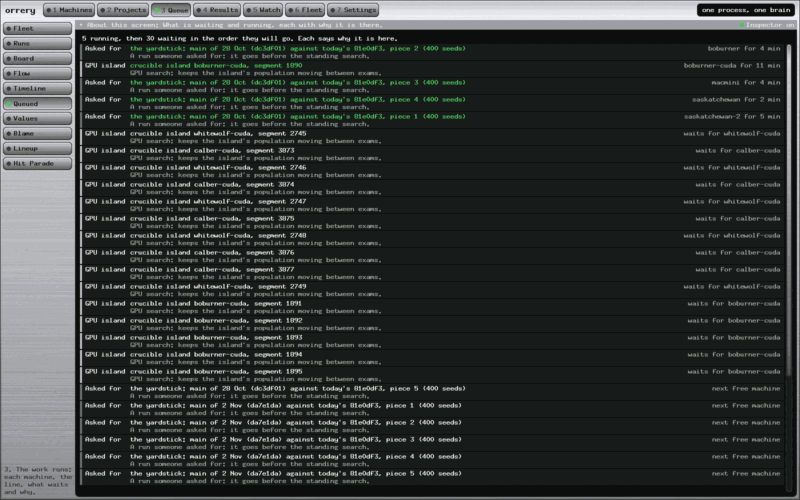 orrery
1 Machines
2 Projects
3 Queue
4 Results
5 Watch
6 Fleet
7 Settings
one process, one brain
Fleet
Runs
Board
Flow
Timeline
Queued
Values
Blame
Lineup
Hit Parade
About this screen: What is waiting and running, each with why it is there.
Inspector on
5 running, then 30 waiting in the order they will go. Each says why it is here.
Asked for the yardstick: main of 28 Oct (dc3df01) against today's 81e0df3, piece 2 (400 seeds) boburner for 4 min
A run someone asked for; it goes before the standing search.
GPU island crucible island boburner-cuda, segment 1890 boburner-cuda for 11 min
GPU search; keeps the island's population moving between exams.
Asked for the yardstick: main of 28 Oct (dc3df01) against today's 81e0df3, piece 3 (400 seeds) macmini for 4 min
A run someone asked for; it goes before the standing search.
Asked for the yardstick: main of 28 Oct (dc3df01) against today's 81e0df3, piece 4 (400 seeds) saskatchewan for 2 min
A run someone asked for; it goes before the standing search.
Asked for the yardstick: main of 28 Oct (dc3df01) against today's 81e0df3, piece 1 (400 seeds) saskatchewan-2 for 5 min
A run someone asked for; it goes before the standing search.
GPU island crucible island whitewolf-cuda, segment 2745 waits for whitewolf-cuda
GPU search; keeps the island's population moving between exams.
GPU island crucible island calber-cuda, segment 3873 waits for calber-cuda
GPU search; keeps the island's population moving between exams.
GPU island crucible island whitewolf-cuda, segment 2746 waits for whitewolf-cuda
GPU search; keeps the island's population moving between exams.
GPU island crucible island calber-cuda, segment 3874 waits for calber-cuda
GPU search; keeps the island's population moving between exams.
GPU island crucible island whitewolf-cuda, segment 2747 waits for whitewolf-cuda
GPU search; keeps the island's population moving between exams.
GPU island crucible island calber-cuda, segment 3875 waits for calber-cuda
GPU search; keeps the island's population moving between exams.
GPU island crucible island whitewolf-cuda, segment 2748 waits for whitewolf-cuda
GPU search; keeps the island's population moving between exams.
GPU island crucible island calber-cuda, segment 3876 waits for calber-cuda
GPU search; keeps the island's population moving between exams.
GPU island crucible island calber-cuda, segment 3877 waits for calber-cuda
GPU search; keeps the island's population moving between exams.
GPU island crucible island whitewolf-cuda, segment 2749 waits for whitewolf-cuda
GPU search; keeps the island's population moving between exams.
GPU island crucible island boburner-cuda, segment 1891 waits for boburner-cuda
GPU search; keeps the island's population moving between exams.
GPU island crucible island boburner-cuda, segment 1892 waits for boburner-cuda
GPU search; keeps the island's population moving between exams.
GPU island crucible island boburner-cuda, segment 1893 waits for boburner-cuda
GPU search; keeps the island's population moving between exams.
GPU island crucible island boburner-cuda, segment 1894 waits for boburner-cuda
GPU search; keeps the island's population moving between exams.
GPU island crucible island boburner-cuda, segment 1895 waits for boburner-cuda
GPU search; keeps the island's population moving between exams.
Asked for the yardstick: main of 28 Oct (dc3df01) against today's 81e0df3, piece 5 (400 seeds) next free machine
A run someone asked for; it goes before the standing search.
Asked for the yardstick: main of 2 Nov (da7e1da) against today's 81e0df3, piece 1 (400 seeds) next free machine
A run someone asked for; it goes before the standing search.
Asked for the yardstick: main of 2 Nov (da7e1da) against today's 81e0df3, piece 2 (400 seeds) next free machine
A run someone asked for; it goes before the standing search.
Asked for the yardstick: main of 2 Nov (da7e1da) against today's 81e0df3, piece 3 (400 seeds) next free machine
A run someone asked for; it goes before the standing search.
Asked for the yardstick: main of 2 Nov (da7e1da) against today's 81e0df3, piece 4 (400 seeds) next free machine
A run someone asked for; it goes before the standing search.
Asked for the yardstick: main of 2 Nov (da7e1da) against today's 81e0df3, piece 5 (400 seeds) next free machine
A run someone asked for; it goes before the standing search.
3. The work runs:
each machine, the
line, what waits
and why.